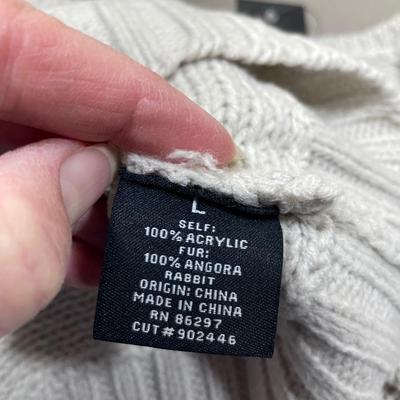 L
SELF:
100% ACRYLIC
FUR:
100% ANGORA
RABBIT
ORIGIN: CHINA
MADE IN CHINA
RN 86297
CUT# 902446